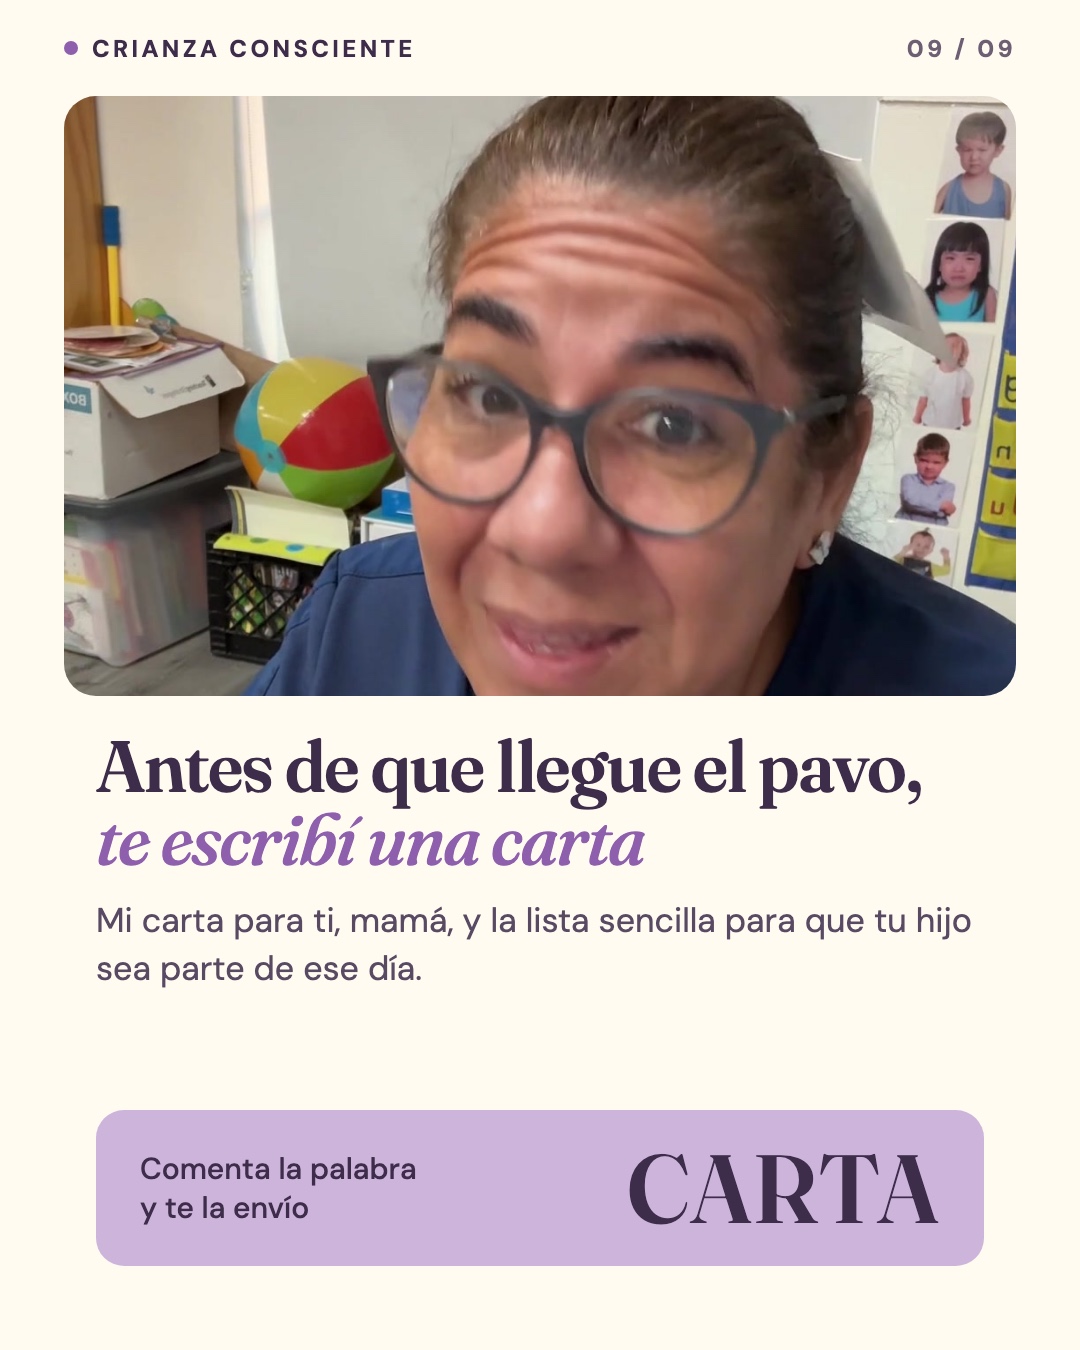 CRIANZA CONSCIENTE
09 / 09
BOX
Antes de que llegue el pavo,
te escribí una carta
Mi carta para ti, mamá, y la lista sencilla para que tu hijo
sea parte de ese día.
Comenta la palabra
y te la envío
CARTA